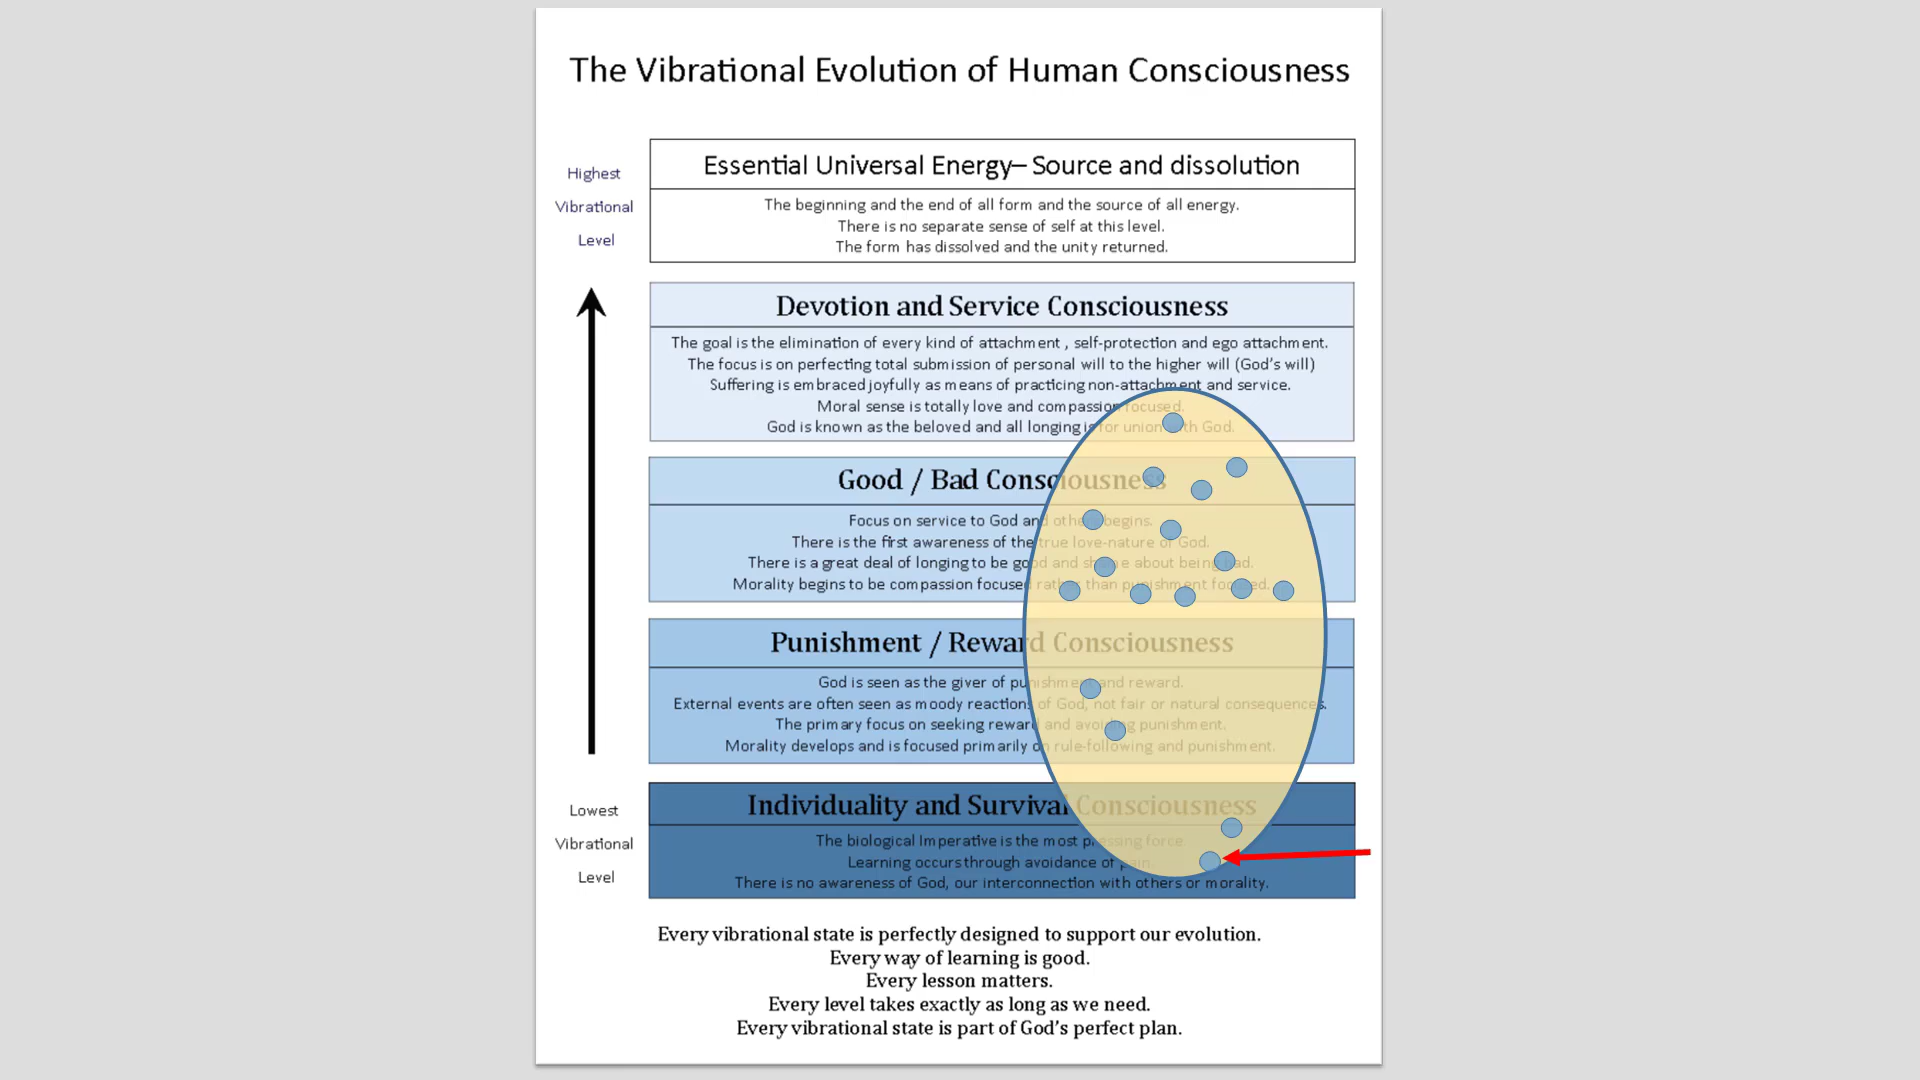 The Vibrational Evolution of Human Consciousness
Highest
Vibrational
Level
Essential Universal Energy– Source and dissolution
The beginning and the end of all form and the source of all energy.
There is no separate sense of self at this level.
The form has dissolved and the unity returned.
Devotion and Service Consciousness
The goal is the elimination of every kind of attachment , self-protection and ego attachment.
The focus is on perfecting total submission of personal will to the higher will (God's will)
Suffering is embraced joyfully as means of practicing non-attachment and service.
Moral sense is totally love and compassion focused.
God is known as the beloved and all longing is for union with God.
Good / Bad Consciousness
Focus on service to God and others begins.
There is the first awareness of the true love-nature of God.
There is a great deal of longing to be good and shame about being bad.
Morality begins to be compassion focused rather than punishment focused.
Punishment / Reward Consciousness
God is seen as the giver of punishment and reward.
External events are often seen as moody reactions of God, not fair or natural consequences.
The primary focus on seeking reward and avoiding punishment.
Morality develops and is focused primarily on rule-following and punishment.
Lowest
Vibrational
Level
Individuality and Survival Consciousness
The biological Imperative is the most pressing force
Learning occurs through avoidance of pain.
There is no awareness of God, our interconnection with others or morality.
Every vibrational state is perfectly designed to support our evolution.
Every way of learning is good.
Every lesson matters.
Every level takes exactly as long as we need.
Every vibrational state is part of God's perfect plan.